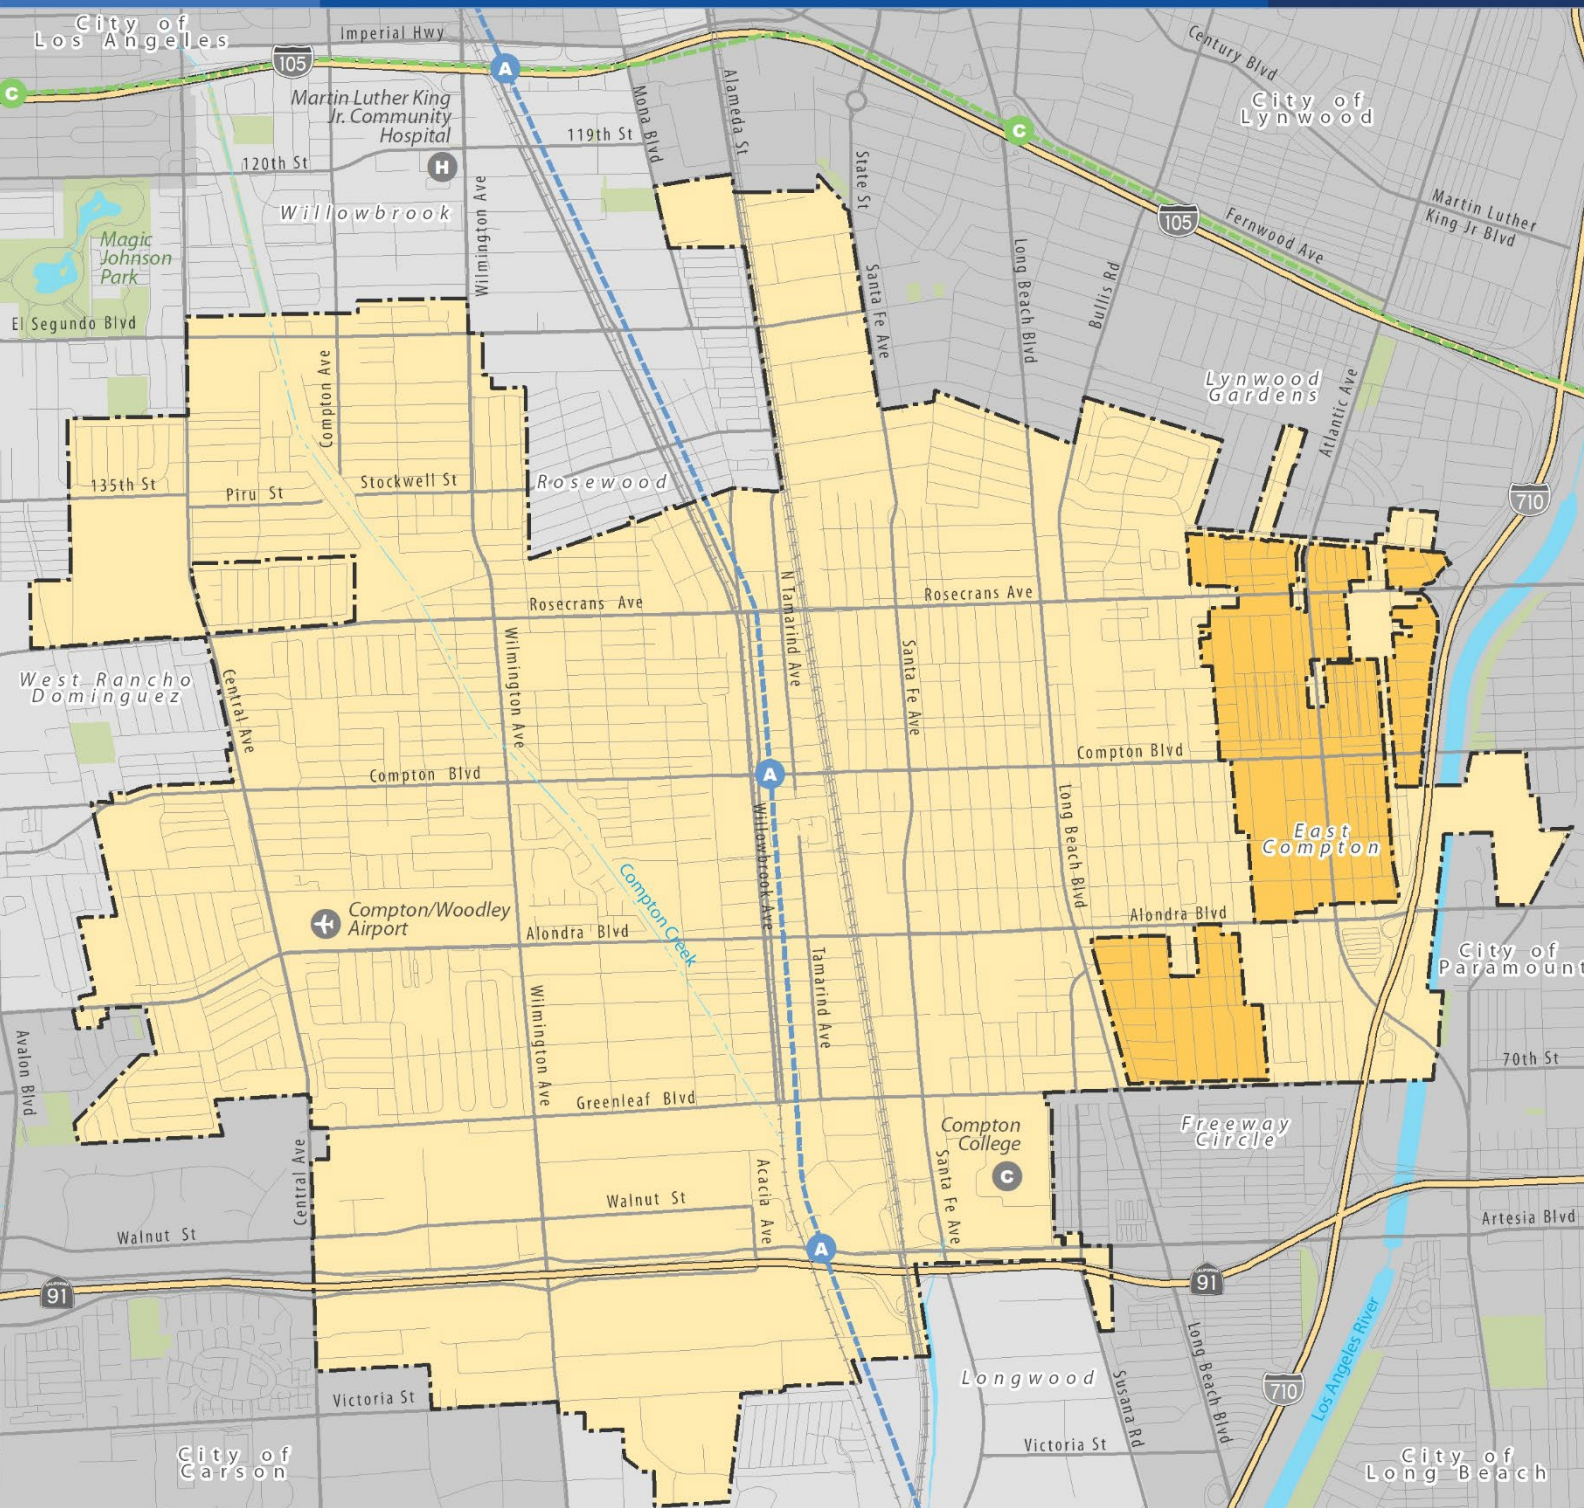 City of
Los Angeles
Imperial Hwy
Century Blvd
105
A
C
Martin Luther King
Jr. Community
Hospital
H
Mona Blvd
Alameda St
City of
Lynwood
C
119th St
120th St
State St
Wilmington Ave
Willowbrook
105
Martin Luther
King Jr Blvd
Fernwood Ave
Magic
Johnson
Park
Santa Fe Ave
Long Beach Blvd
Bullis Rd
El Segundo Blvd
Compton Ave
Lynwood
Gardens
Atlantic Ave
135th St
Piru St
Stockwell St
Rosewood
710
N Tamarind Ave
Rosecrans Ave
Rosecrans Ave
West Rancho
Dominguez
Central Ave
Wilmington Ave
Santa Fe Ave
Compton Blvd
Compton Blvd
A
Willowbrook Ave
Long Beach Blvd
East
Compton
Compton Creek
Compton/Woodley
Airport
Alondra Blvd
Alondra Blvd
City of
Paramount
Tamarind Ave
Wilmington Ave
Avalon Blvd
70th St
Greenleaf Blvd
Compton
College
C
Freeway
Circle
Central Ave
Acacia Ave
Santa Fe Ave
Walnut St
Walnut St
Artesia Blvd
A
91
91
Los Angeles River
Long Beach Blvd
Susana Rd
710
Longwood
Victoria St
Victoria St
City of
Carson
City of
Long Beach